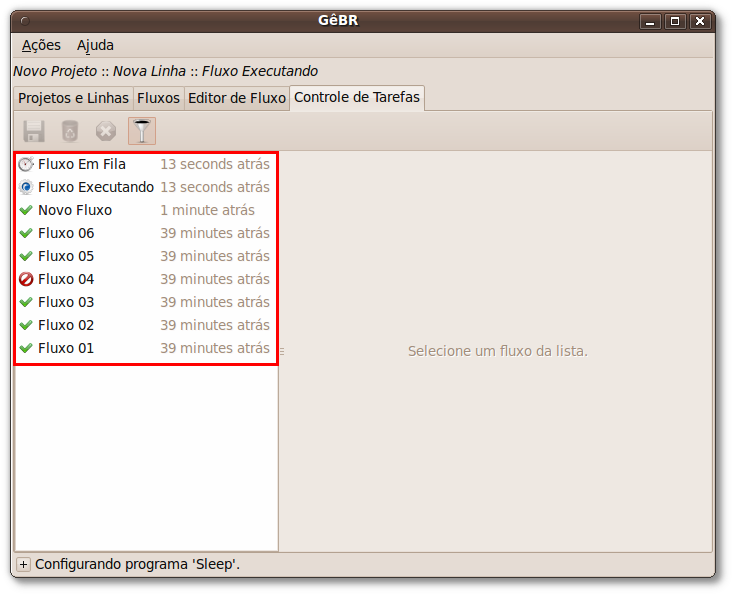 GêBR
Ações Ajuda
Novo Projeto :: Nova Linha :: Fluxo Executando
Projetos e Linhas Fluxos Editor de Fluxo Controle de Tarefas
Fluxo Em Fila 13 seconds atrás
Fluxo Executando 13 seconds atrás
Novo Fluxo 1 minute atrás
Fluxo 06 39 minutes atrás
Fluxo 05 39 minutes atrás
Fluxo 04 39 minutes atrás
Fluxo 03 39 minutes atrás
Fluxo 02 39 minutes atrás
Fluxo 01 39 minutes atrás
Selecione um fluxo da lista.
Configurando programa 'Sleep'.